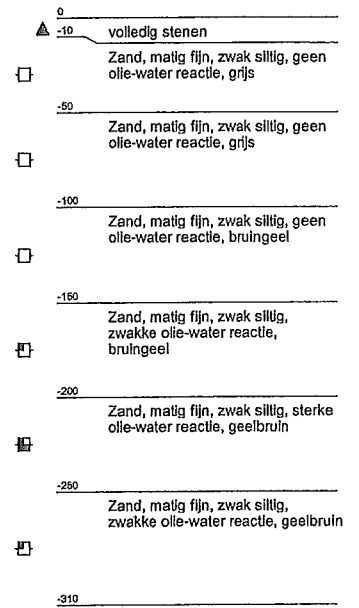 0
-10
volledig stenen
Zand, matig fijn, zwak siltig, geen
olie-water reactie, grijs
-50
Zand, matig fijn, zwak siltig, geen
olie-water reactie, grijs
-100
Zand, matig fijn, zwak siltig, geen
olie-water reactie, bruingeel
-150
Zand, matig fijn, zwak siltig,
zwakke olie-water reactie,
bruingeel
-200
Zand, matig fijn, zwak siltig, sterke
olie-water reactie, geelbruin
-250
Zand, matig fijn, zwak siltig,
zwakke olie-water reactie, geelbruin
-310